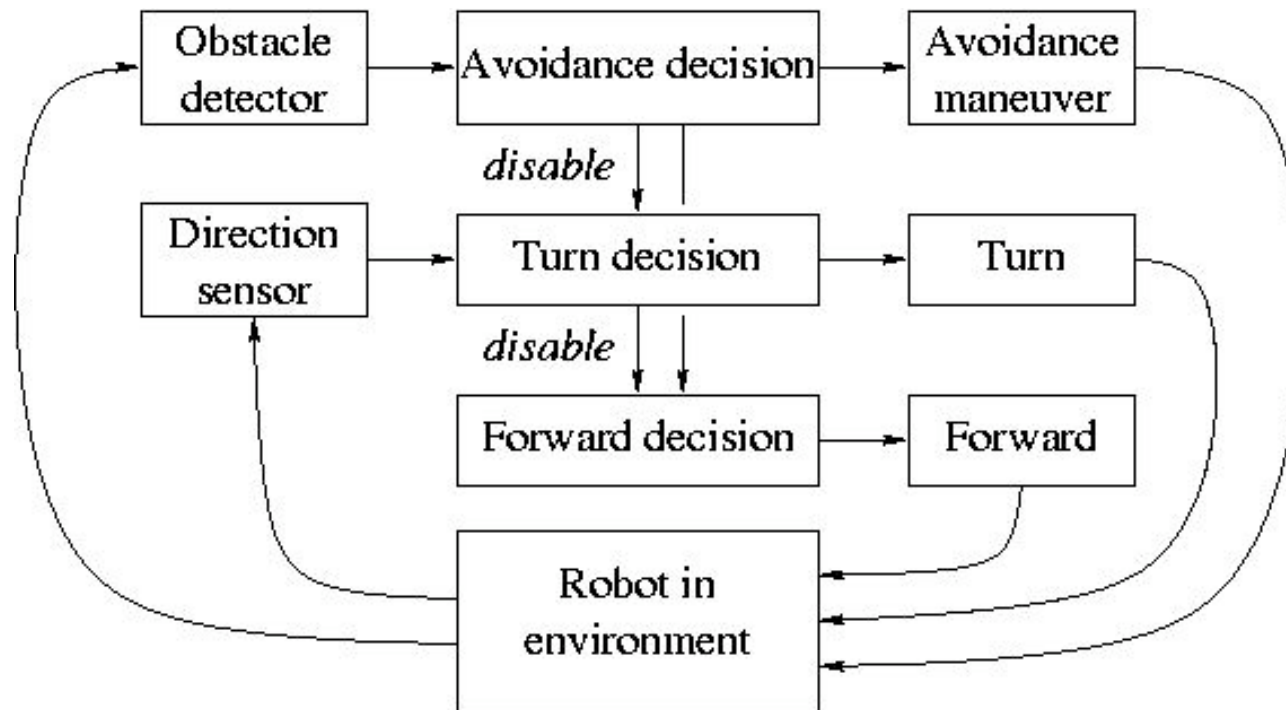 Obstacle
detector
Avoidance decision
Avoidance
maneuver
disable
Direction
sensor
Turn decision
Turn
disable
Forward decision
Forward
Robot in
environment